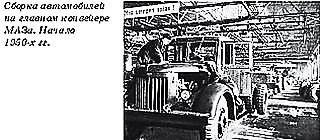 Сборка автомобилей
на главном конвейере
МАЗа. Начало
1950-х гг.